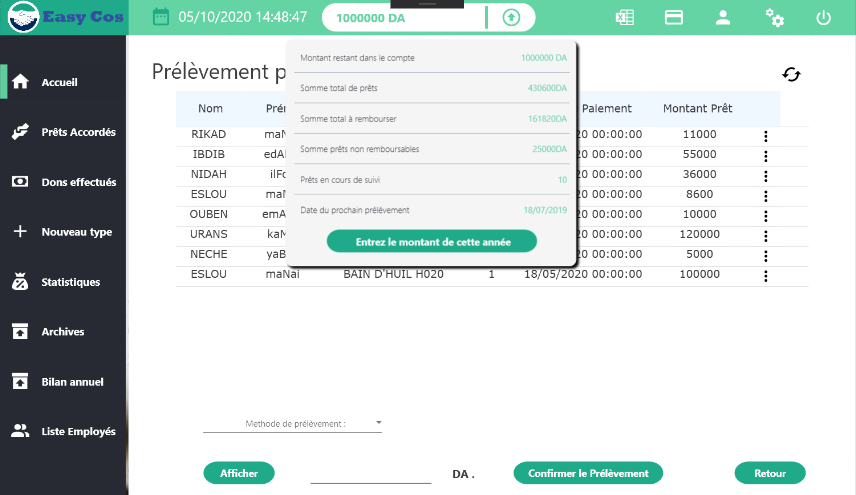 Easy Cos
05/10/2020 14:48:47
1000000 DA
Accueil
Prêts Accordés
Dons effectués
Nouveau type
Statistiques
Archives
Bilan annuel
Liste Employés
Prélèvement p
Montant restant dans le compte 1000000 DA
Somme total de prêts 430600DA
Somme total à rembourser 161820DA
Somme prêts non remboursables 25000DA
Prêts en cours de suivi 10
Date du prochain prélèvement 18/07/2019
Entrez le montant de cette année
Nom Prér Paiement Montant Prêt
RIKAD maN 20 00:00:00 11000
IBDIB edAl 20 00:00:00 55000
NIDAH ilFo 20 00:00:00 36000
ESLOU maN 20 00:00:00 8600
OUBEN emA 20 00:00:00 10000
URANS kaM 20 00:00:00 120000
NECHE yaB 20 00:00:00 5000
ESLOU maNai BAIN D'HUIL H020 1 18/05/2020 00:00:00 100000
Methode de prélèvement :
Afficher DA . Confirmer le Prélèvement Retour